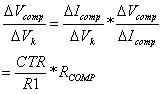 ΔV_comp / ΔV_k = ΔI_comp / ΔV_k * ΔV_comp / ΔI_comp
= CTR / R1 * R_COMP